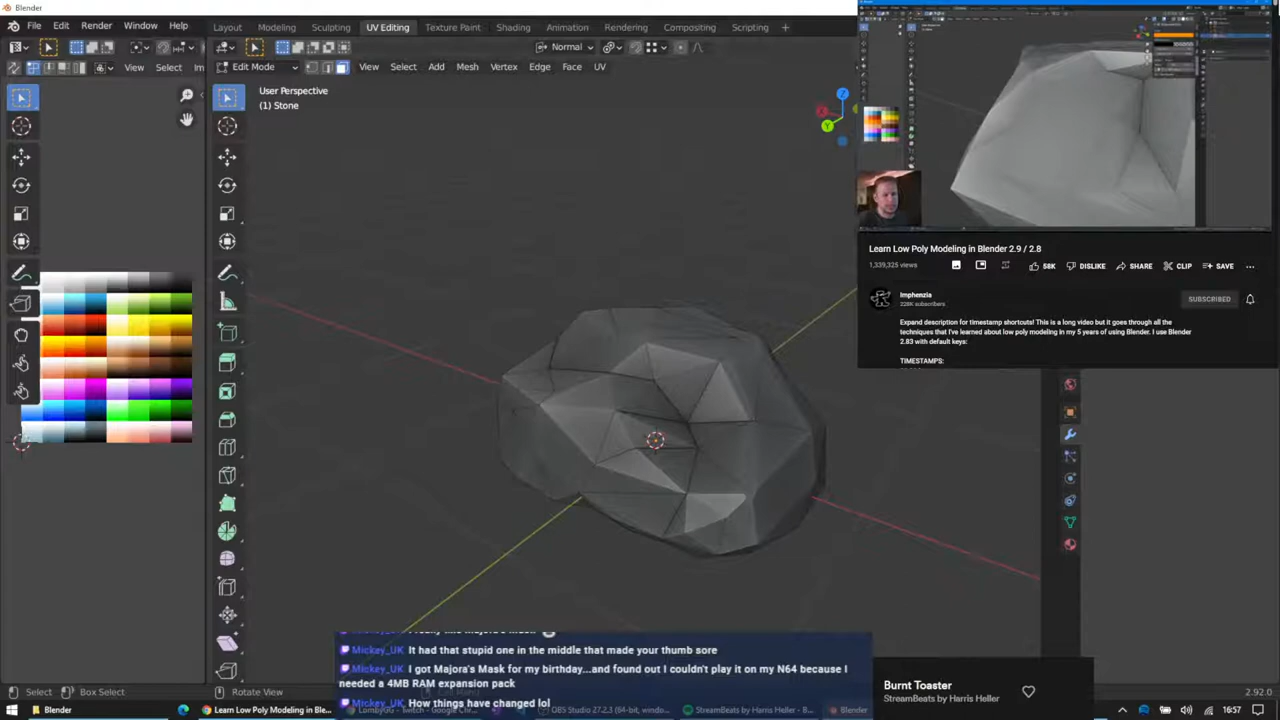 Blender
File Edit Render Window Help
Layout Modeling Sculpting UV Editing Texture Paint Shading Animation Rendering Compositing Scripting
Normal
View Select
Edit Mode View Select Add Mesh Vertex Edge Face UV
User Perspective
(1) Stone
Z
X
Y
Learn Low Poly Modeling in Blender 2.9 / 2.8
1,339,325 views 58K DISLIKE SHARE CLIP SAVE
Imphenzia
228K subscribers
SUBSCRIBED
Expand description for timestamp shortcuts! This is a long video but it goes through all the
techniques that I've learned about low poly modeling in my 5 years of using Blender. I use Blender
2.83 with default keys:
TIMESTAMPS:
Mickey_UK It had that stupid one in the middle that made your thumb sore
Mickey_UK I got Majora's Mask for my birthday...and found out I couldn't play it on my N64 because I
needed a 4MB RAM expansion pack
Mickey_UK How things have changed lol
Burnt Toaster
StreamBeats by Harris Heller
Select Box Select Rotate View
2.92.0
Blender
Learn Low Poly Modeling in Ble...
OBS Studio 27.2.3 (64-bit, windo...
StreamBeats by Harris Heller
Blender
16:57